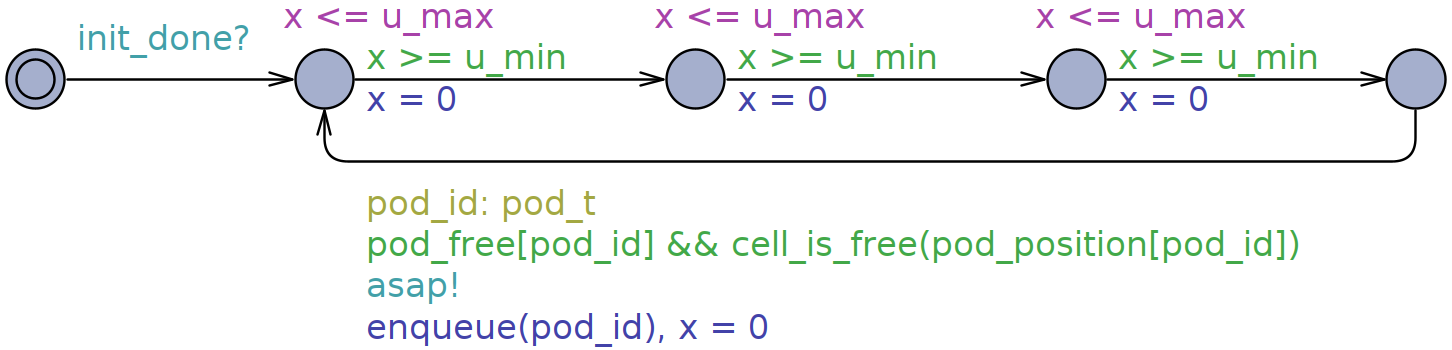 init_done?
x <= u_max
x >= u_min
x = 0
x <= u_max
x >= u_min
x = 0
x <= u_max
x >= u_min
x = 0
pod_id: pod_t
pod_free[pod_id] && cell_is_free(pod_position[pod_id])
asap!
enqueue(pod_id), x = 0